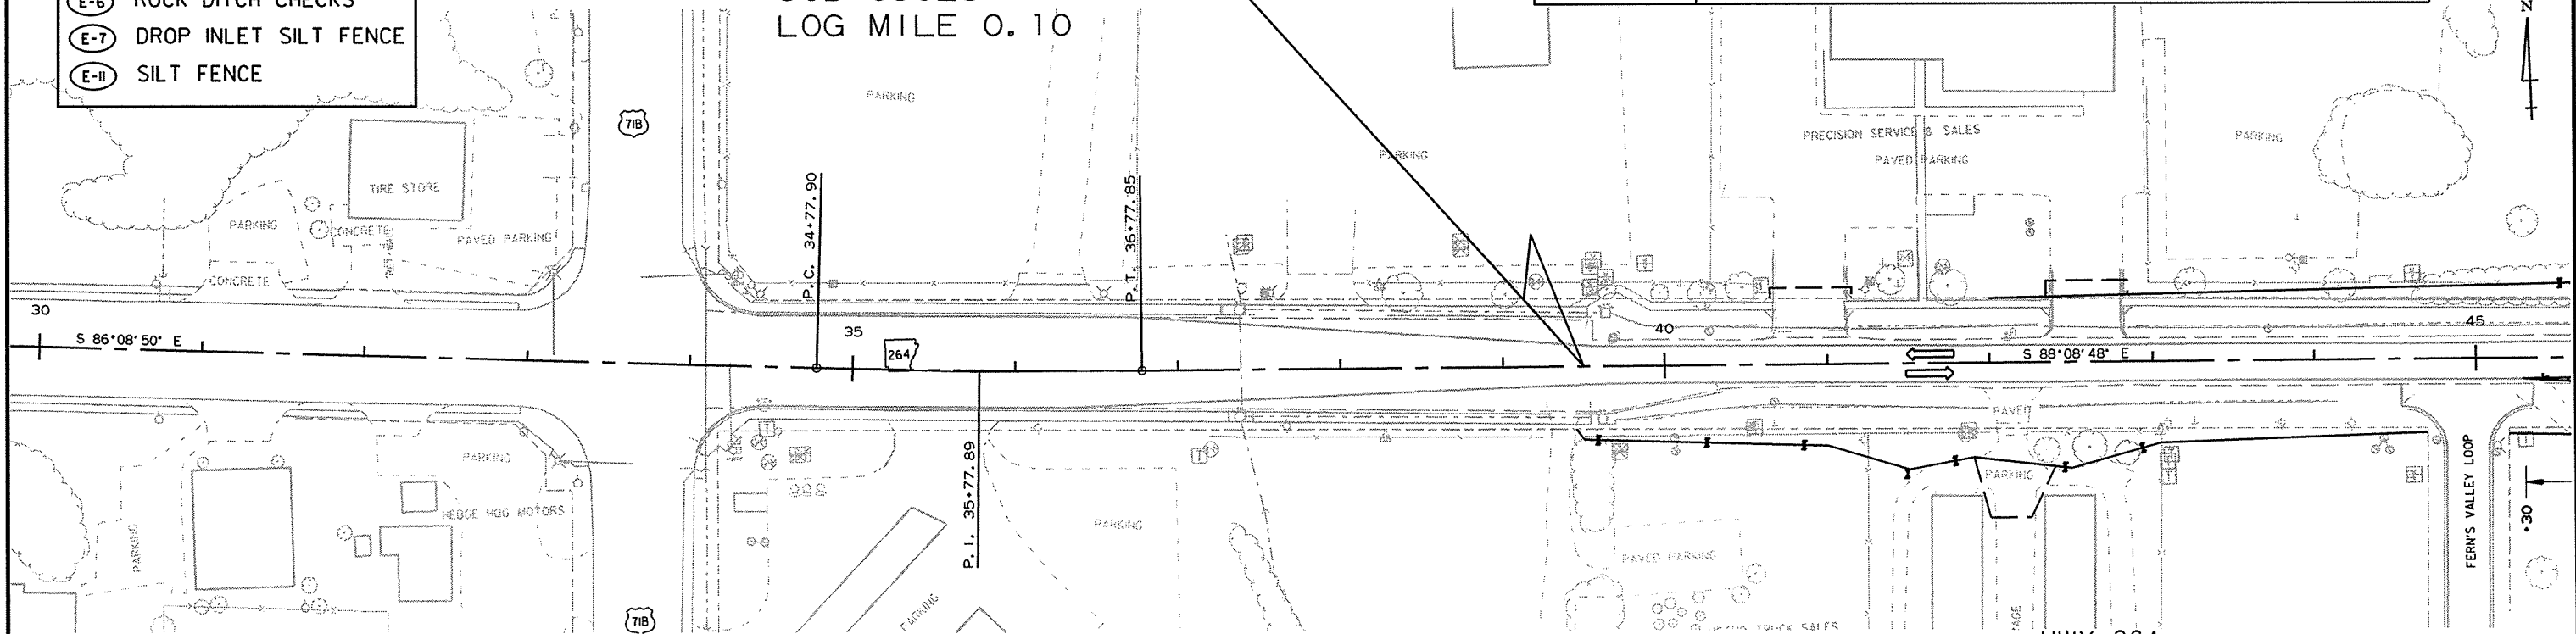 E-6 ROCK DITCH CHECKS
E-7 DROP INLET SILT FENCE
E-11 SILT FENCE
LOG MILE 0.10
N
71B
PARKING
PARKING
PRECISION SERVICE & SALES
PAVED PARKING
PARKING
TIRE STORE
PARKING
CONCRETE
PAVED PARKING
CONCRETE
P.C. 34+77.90
P.T. 36+77.85
30
S 86°08'50" E
35
264
40
S 88°08'48" E
45
PAVED
PARKING
P.I. 35+77.89
PARKING
HEDGE HOG MOTORS
PARKING
PARKING
PARKING
PAVED PARKING
FERN'S VALLEY LOOP
+30
71B
TRUCK SALES